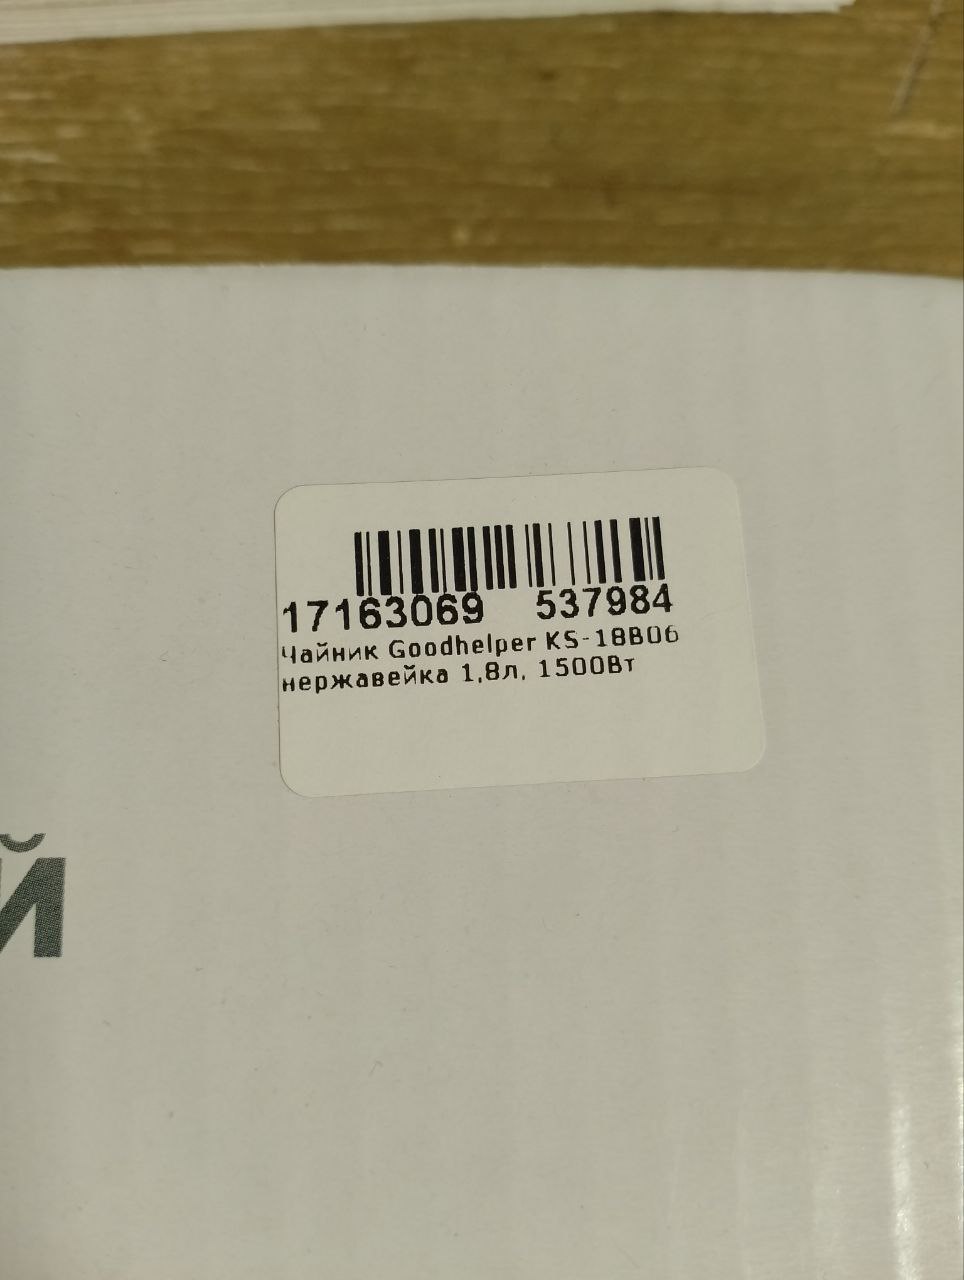 17163069 537984
Чайник Goodhelper KS-18B06
нержавейка 1,8л, 1500Вт
Й